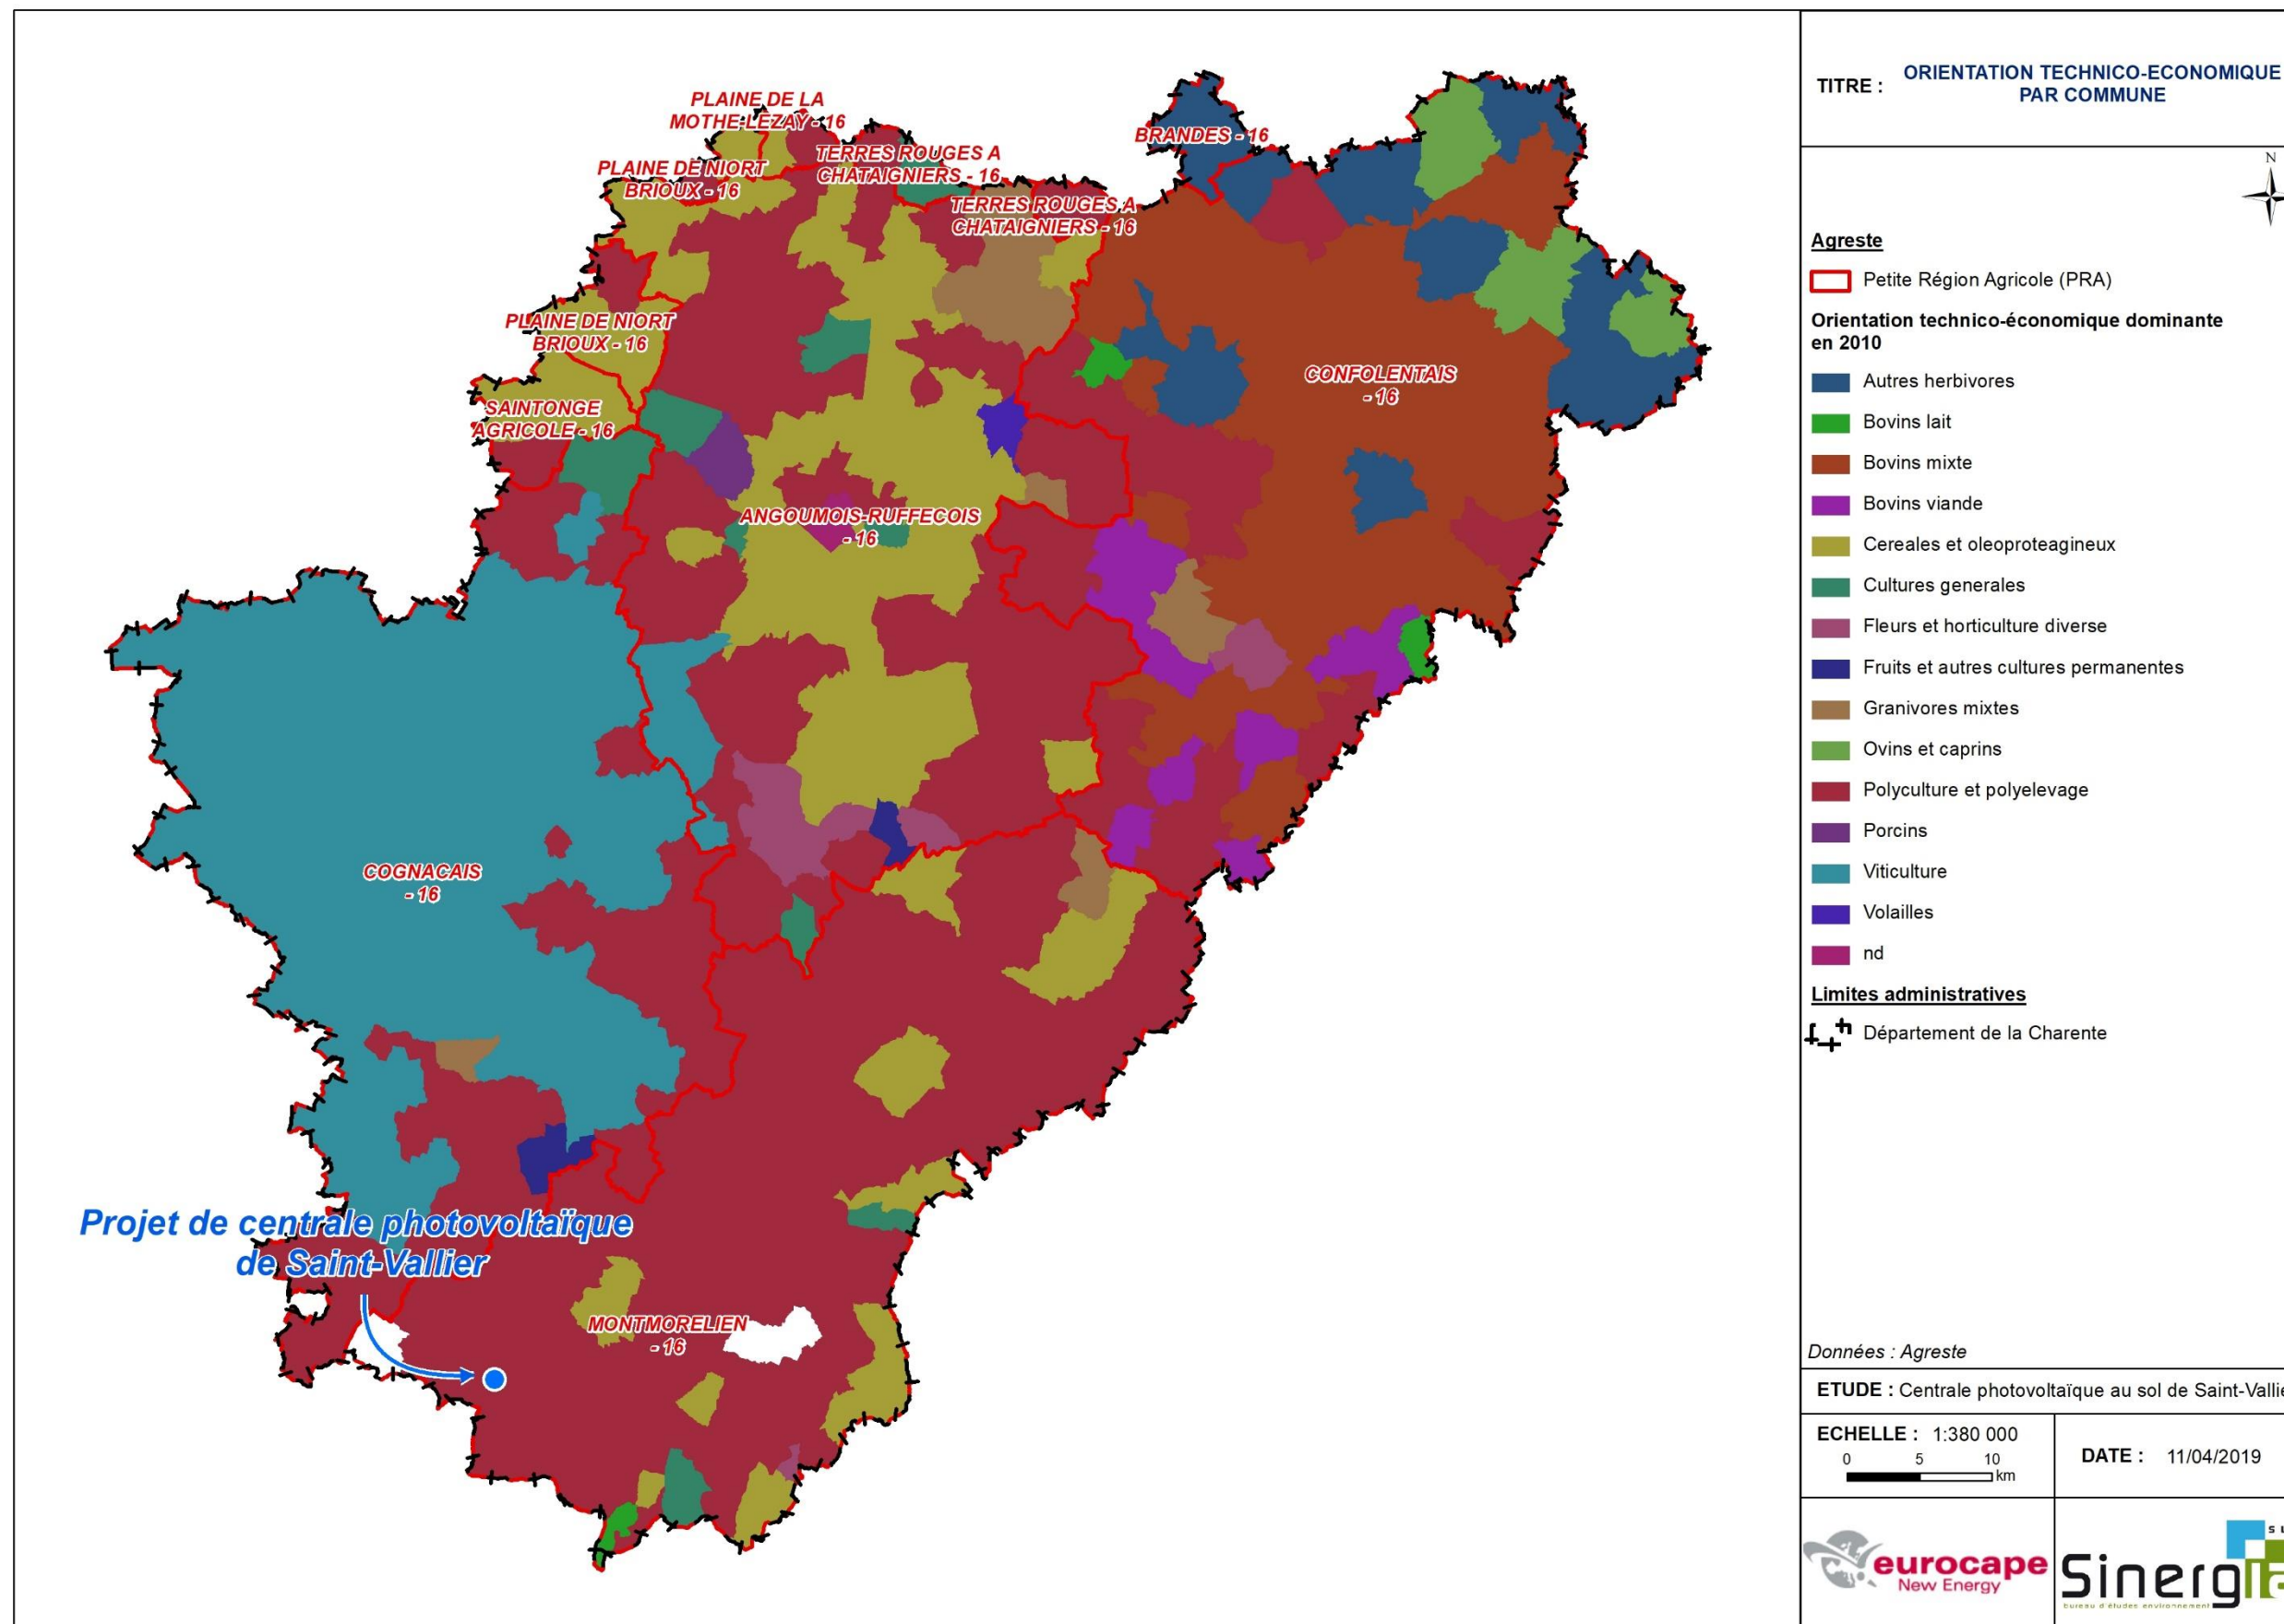 PLAINE DE LA
MOTHE-LEZAY - 16
PLAINE DE NIORT
BRIOUX - 16
TERRES ROUGES A
CHATAIGNIERS - 16
TERRES ROUGES A
CHATAIGNIERS - 16
BRANDES - 16
PLAINE DE NIORT
BRIOUX - 16
SAINTONGE
AGRICOLE - 16
CONFOLENTAIS
- 16
ANGOUMOIS-RUFFECOIS
- 16
COGNACAIS
- 16
Projet de centrale photovoltaïque
de Saint-Vallier
MONTMORELIEN
- 16
TITRE : ORIENTATION TECHNICO-ECONOMIQUE
PAR COMMUNE
N
Agreste
Petite Région Agricole (PRA)
Orientation technico-économique dominante
en 2010
Autres herbivores
Bovins lait
Bovins mixte
Bovins viande
Cereales et oleoproteagineux
Cultures generales
Fleurs et horticulture diverse
Fruits et autres cultures permanentes
Granivores mixtes
Ovins et caprins
Polyculture et polyelevage
Porcins
Viticulture
Volailles
nd
Limites administratives
Département de la Charente
Données : Agreste
ETUDE : Centrale photovoltaïque au sol de Saint-Vallie
ECHELLE : 1:380 000
0 5 10
km
DATE : 11/04/2019
eurocape
New Energy
Sinergia
bureau d'études environnement